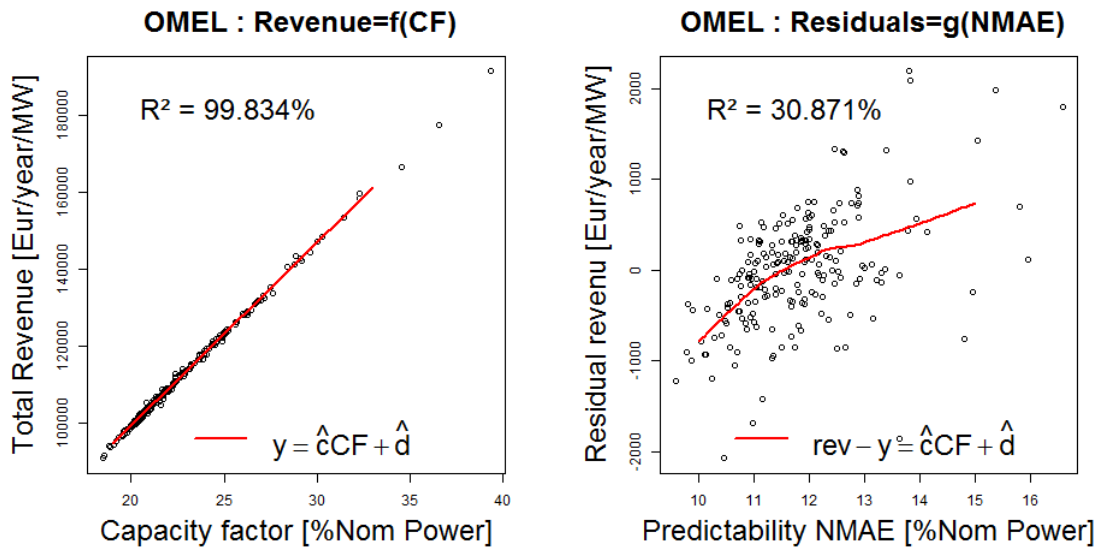 OMEL : Revenue=f(CF)
Total Revenue [Eur/year/MW]
100000 120000 140000 160000 180000
R² = 99.834%
y = ĉCF + d̂
20 25 30 35 40
Capacity factor [%Nom Power]
OMEL : Residuals=g(NMAE)
Residual revenu [Eur/year/MW]
-2000 -1000 0 1000 2000
R² = 30.871%
rev − y = ĉCF + d̂
10 11 12 13 14 15 16
Predictability NMAE [%Nom Power]